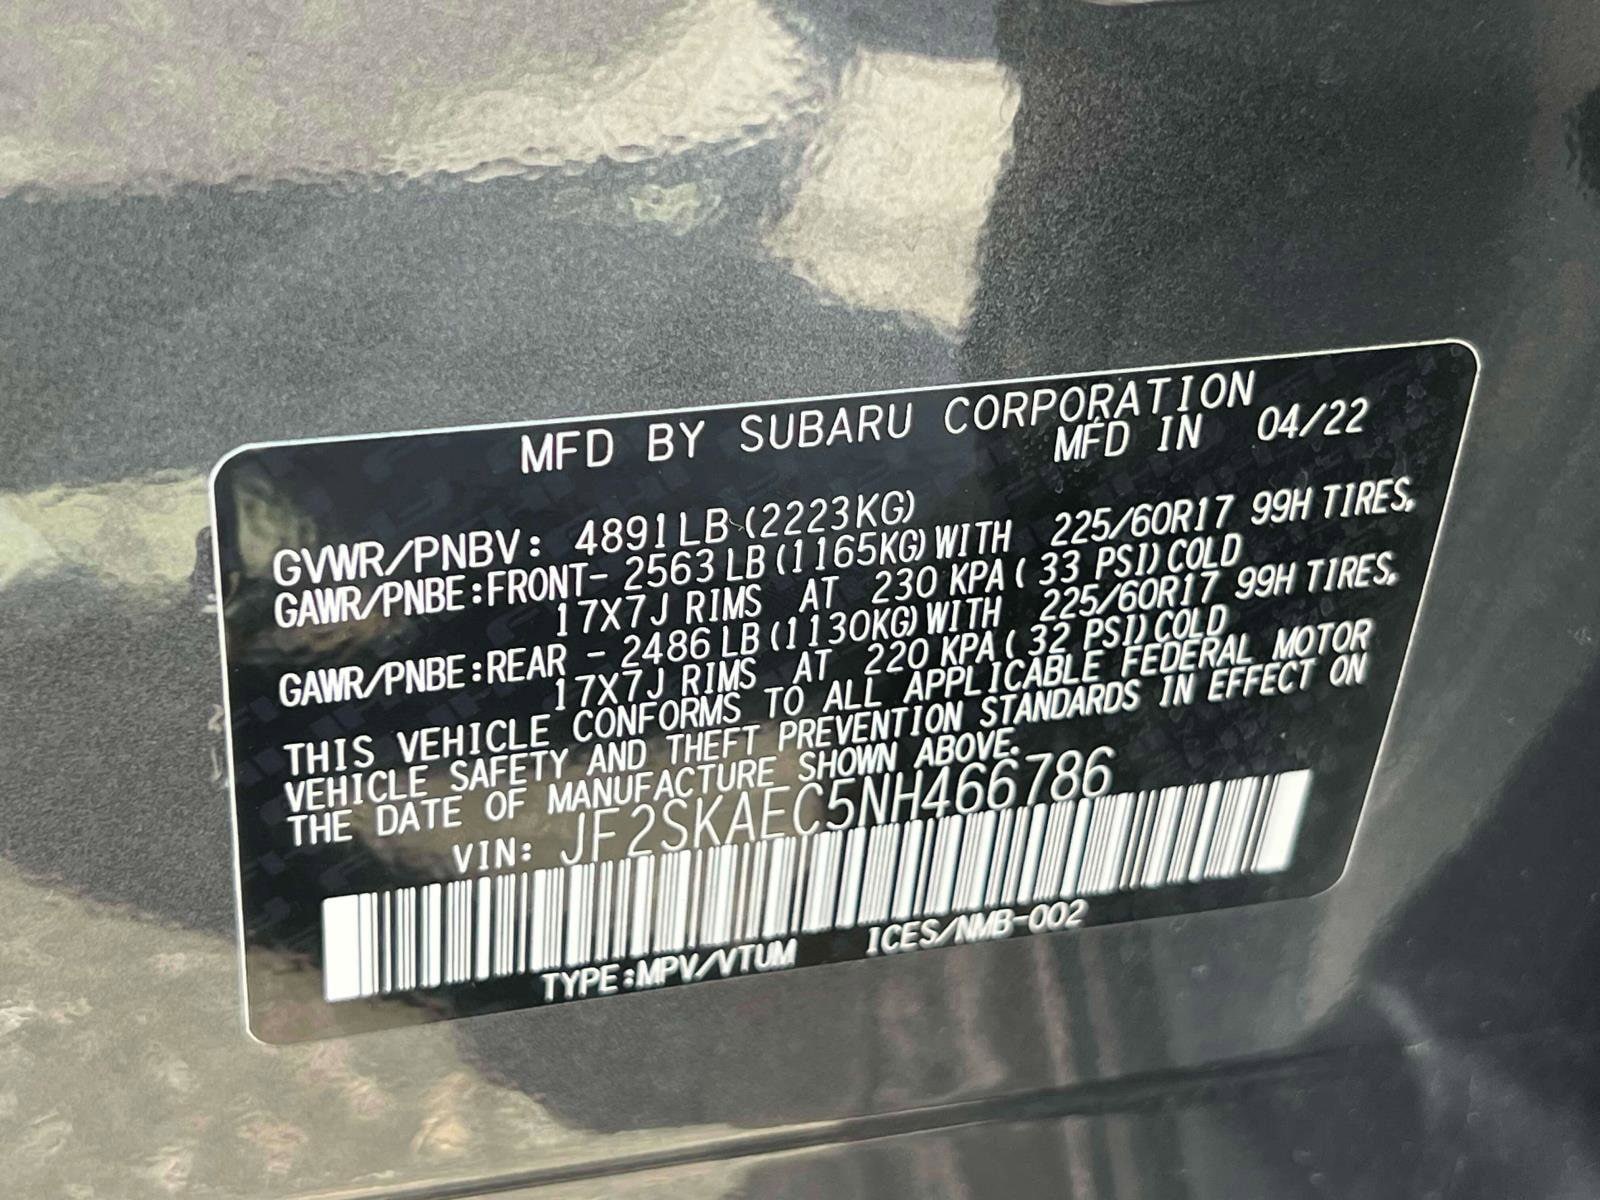 MFD BY SUBARU CORPORATION
MFD IN 04/22
GVWR/PNBV: 4891LB (2223KG)
GAWR/PNBE:FRONT- 2563 LB (1165KG) WITH 225/60R17 99H TIRES,
17X7J RIMS AT 230 KPA ( 33 PSI) COLD
GAWR/PNBE:REAR - 2486 LB (1130KG) WITH 225/60R17 99H TIRES,
17X7J RIMS AT 220 KPA ( 32 PSI) COLD
THIS VEHICLE CONFORMS TO ALL APPLICABLE FEDERAL MOTOR
VEHICLE SAFETY AND THEFT PREVENTION STANDARDS IN EFFECT ON
THE DATE OF MANUFACTURE SHOWN ABOVE.
VIN: JF2SKAEC5NH466786
TYPE:MPV/VTUM ICES/NMB-002